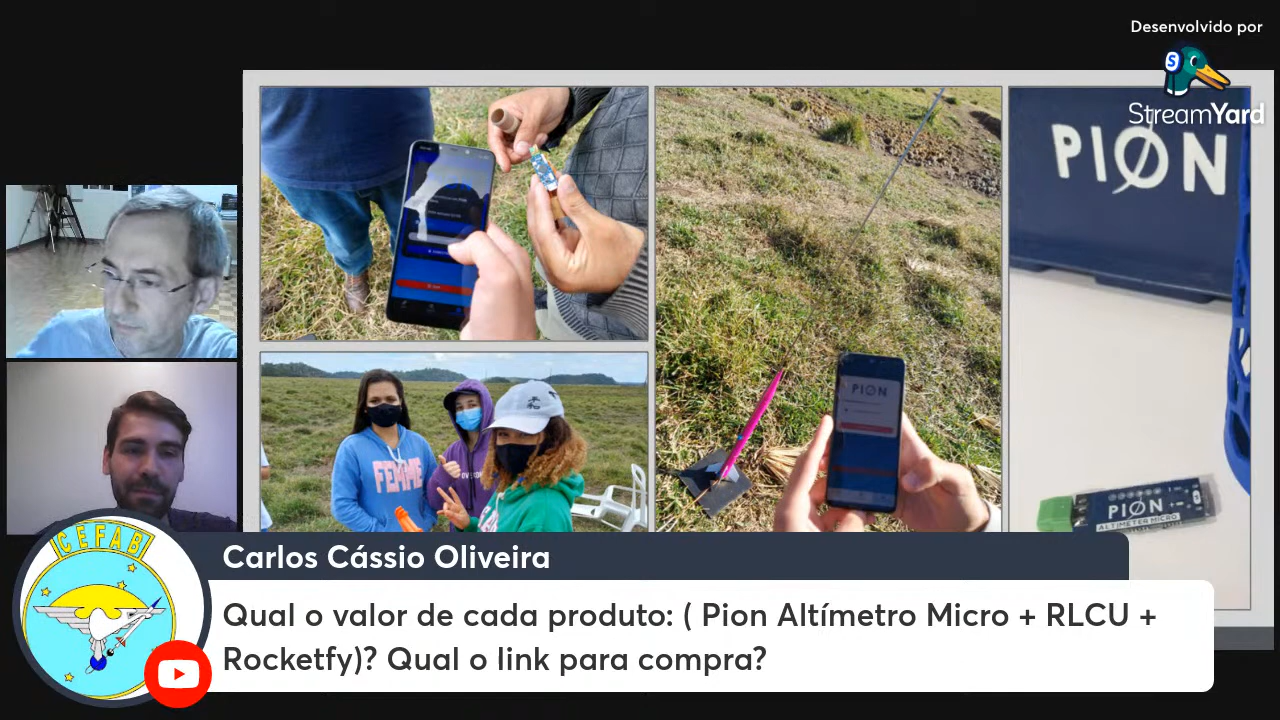 Desenvolvido por
StreamYard
PION
PION
FEMME
PION
ALTIMETER MICRO
CEFAB
Carlos Cássio Oliveira
Qual o valor de cada produto: ( Pion Altímetro Micro + RLCU +
Rocketfy)? Qual o link para compra?